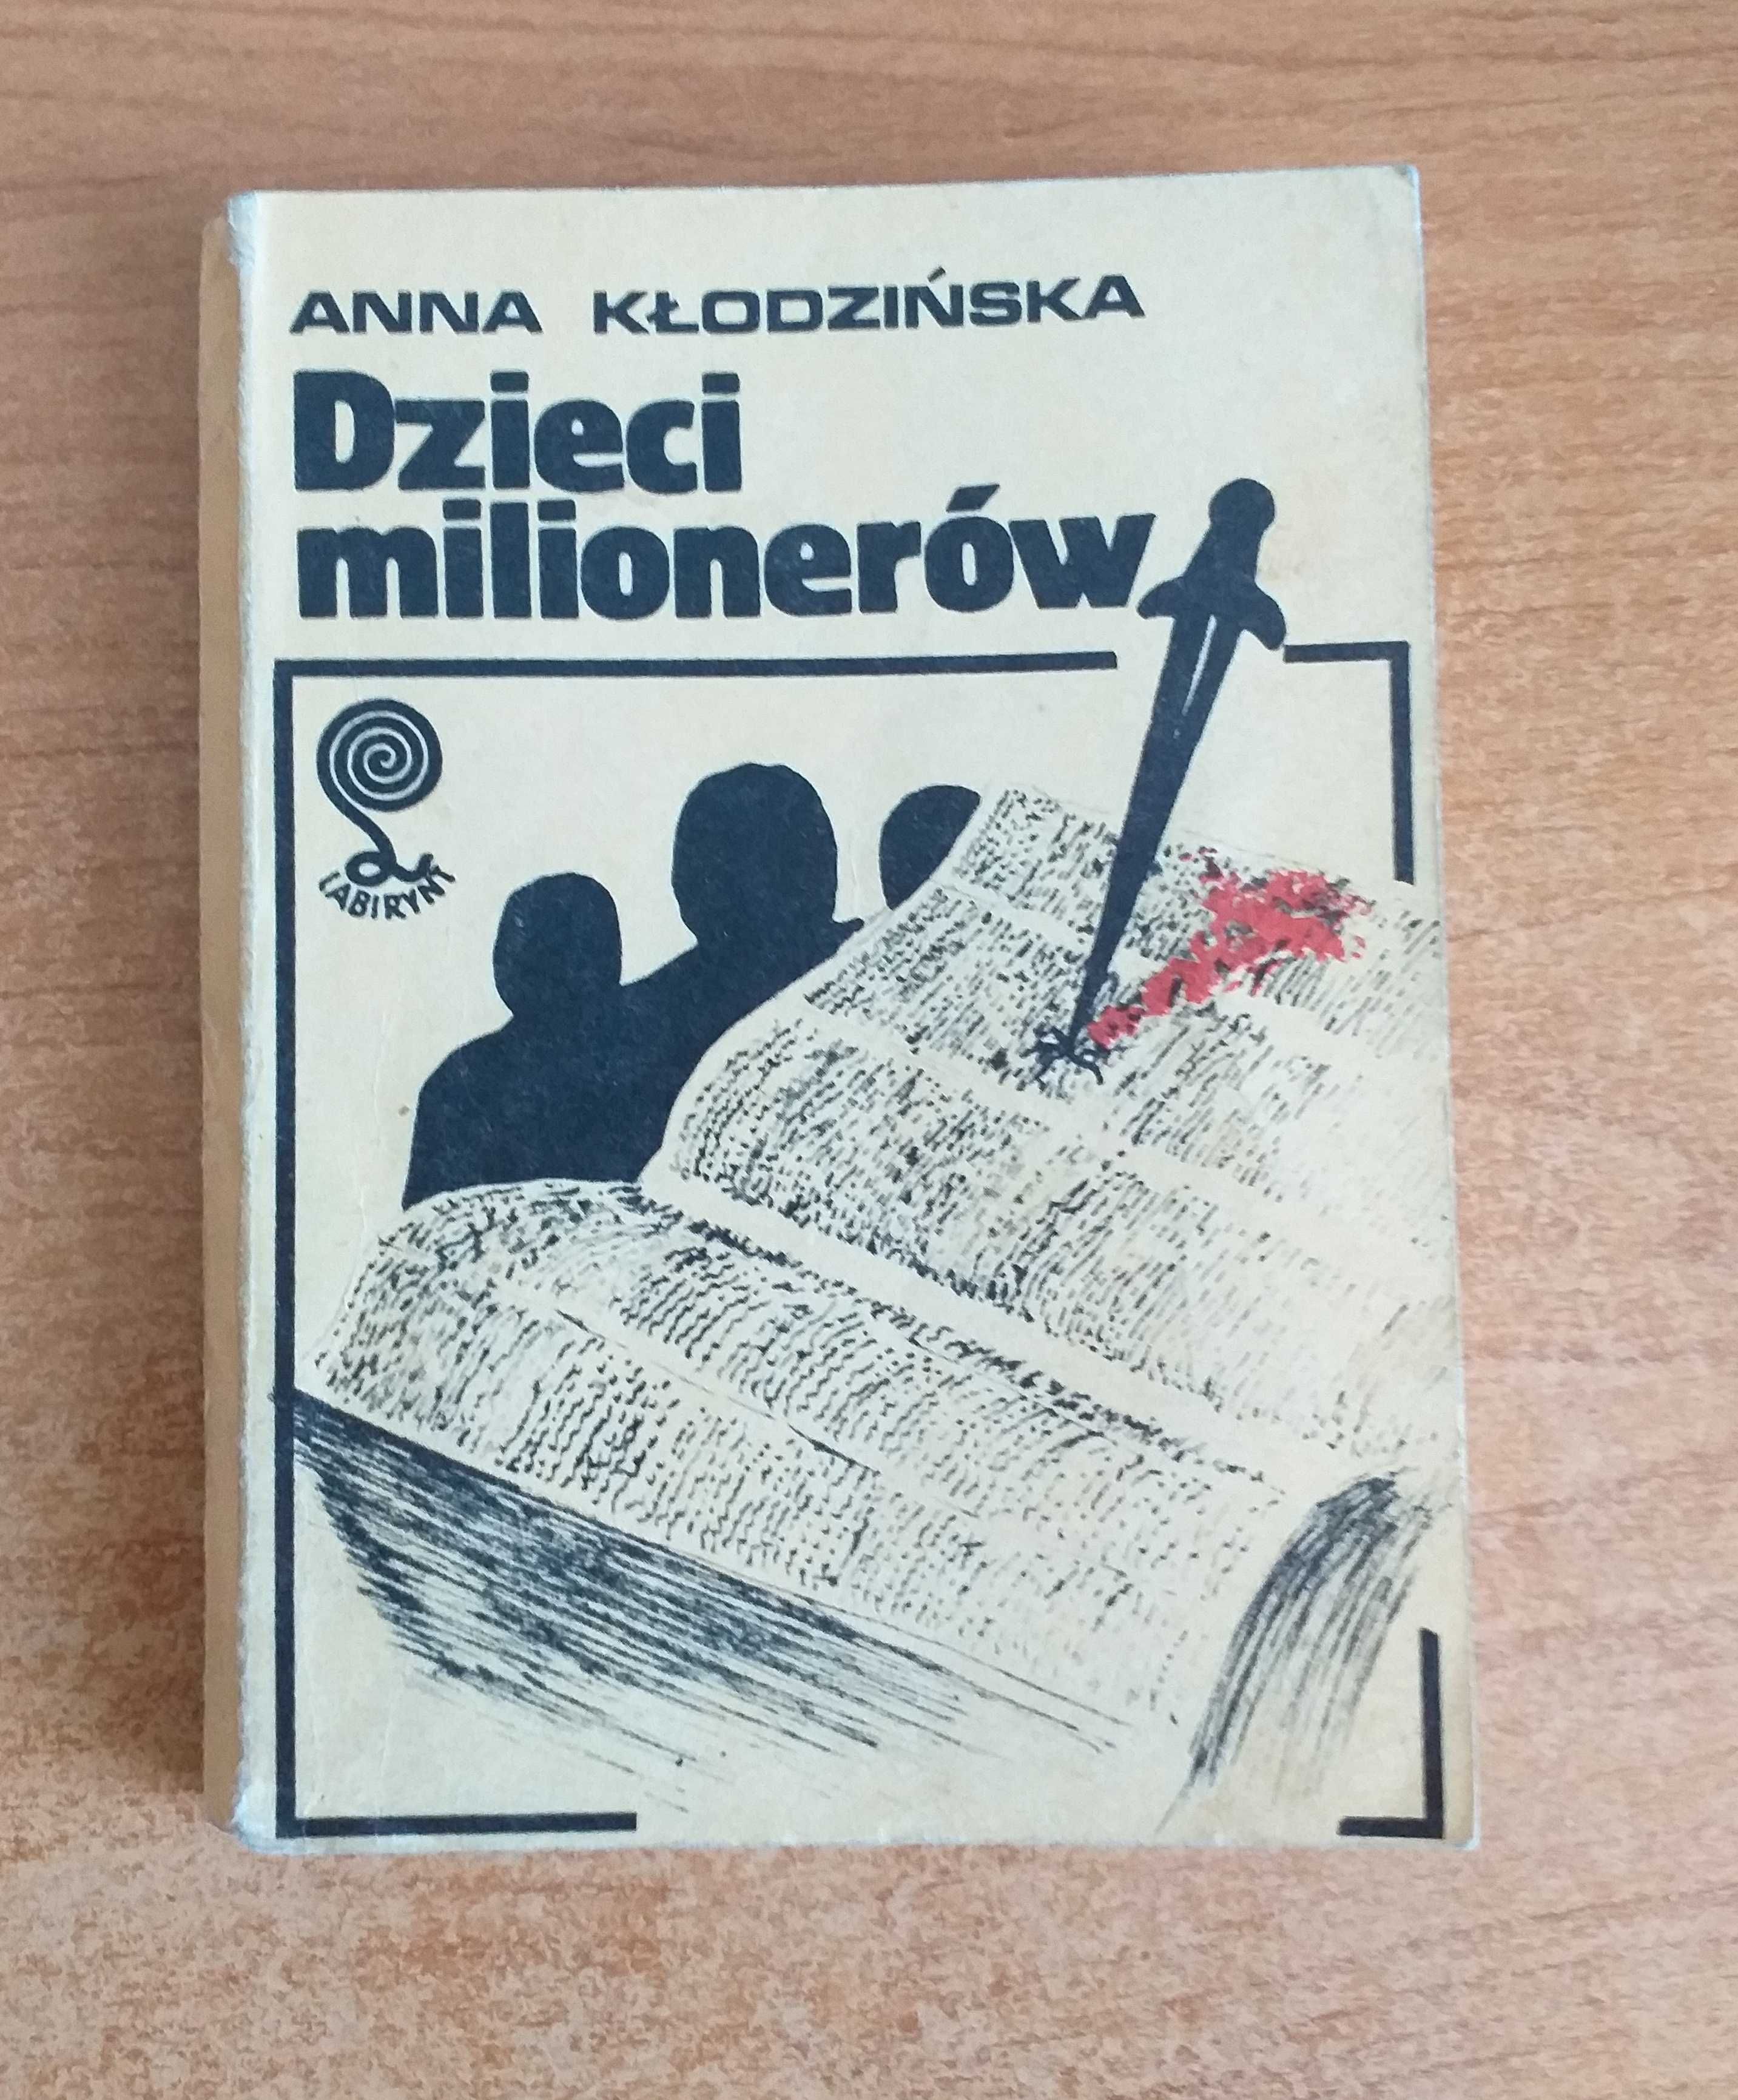 ANNA KŁODZIŃSKA
Dzieci
milionerów
LABIRYNT